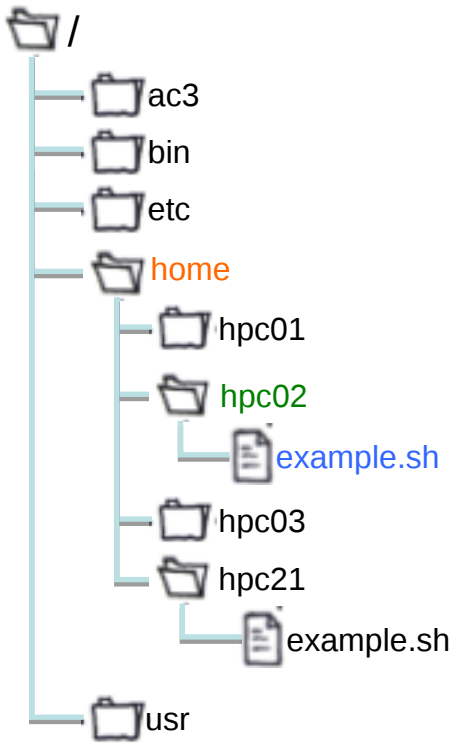 /
ac3
bin
etc
home
hpc01
hpc02
example.sh
hpc03
hpc21
example.sh
usr